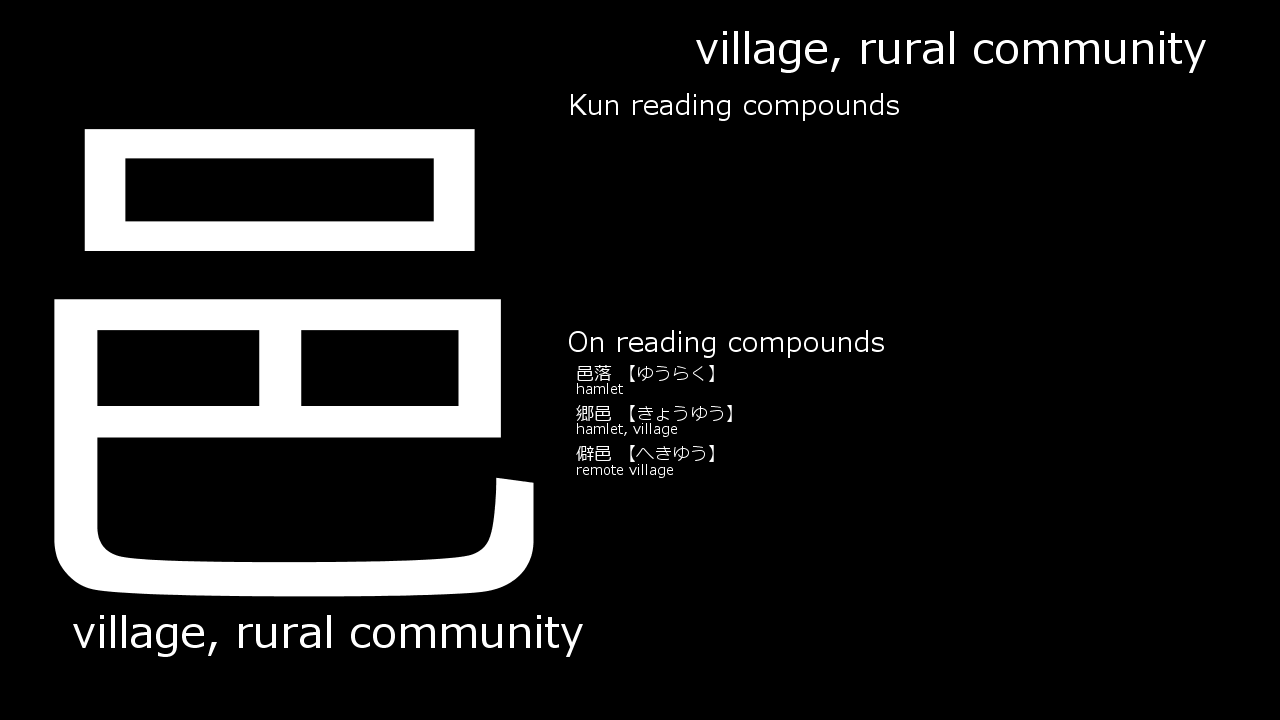 village, rural community
邑
Kun reading compounds
On reading compounds
邑落 【ゆうらく】
hamlet
郷邑 【きょうゆう】
hamlet, village
僻邑 【へきゆう】
remote village
village, rural community